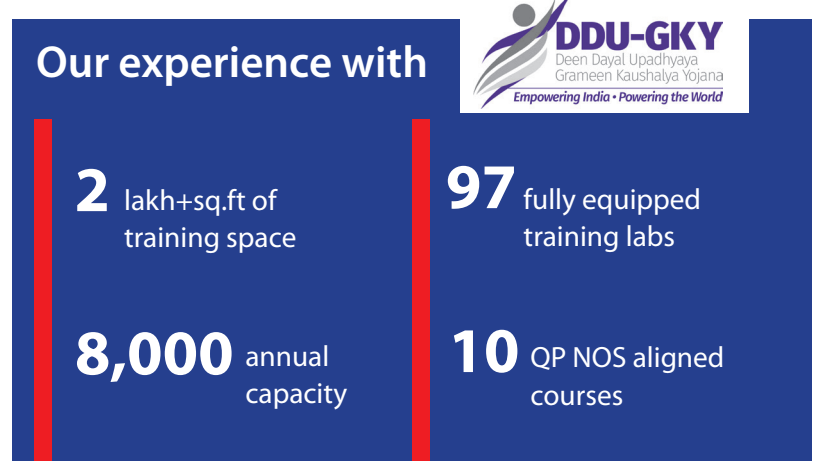 Our experience with
DDU-GKY
Deen Dayal Upadhyaya
Grameen Kaushalya Yojana
Empowering India • Powering the World
2 lakh+sq.ft of
training space
97 fully equipped
training labs
8,000 annual
capacity
10 QP NOS aligned
courses